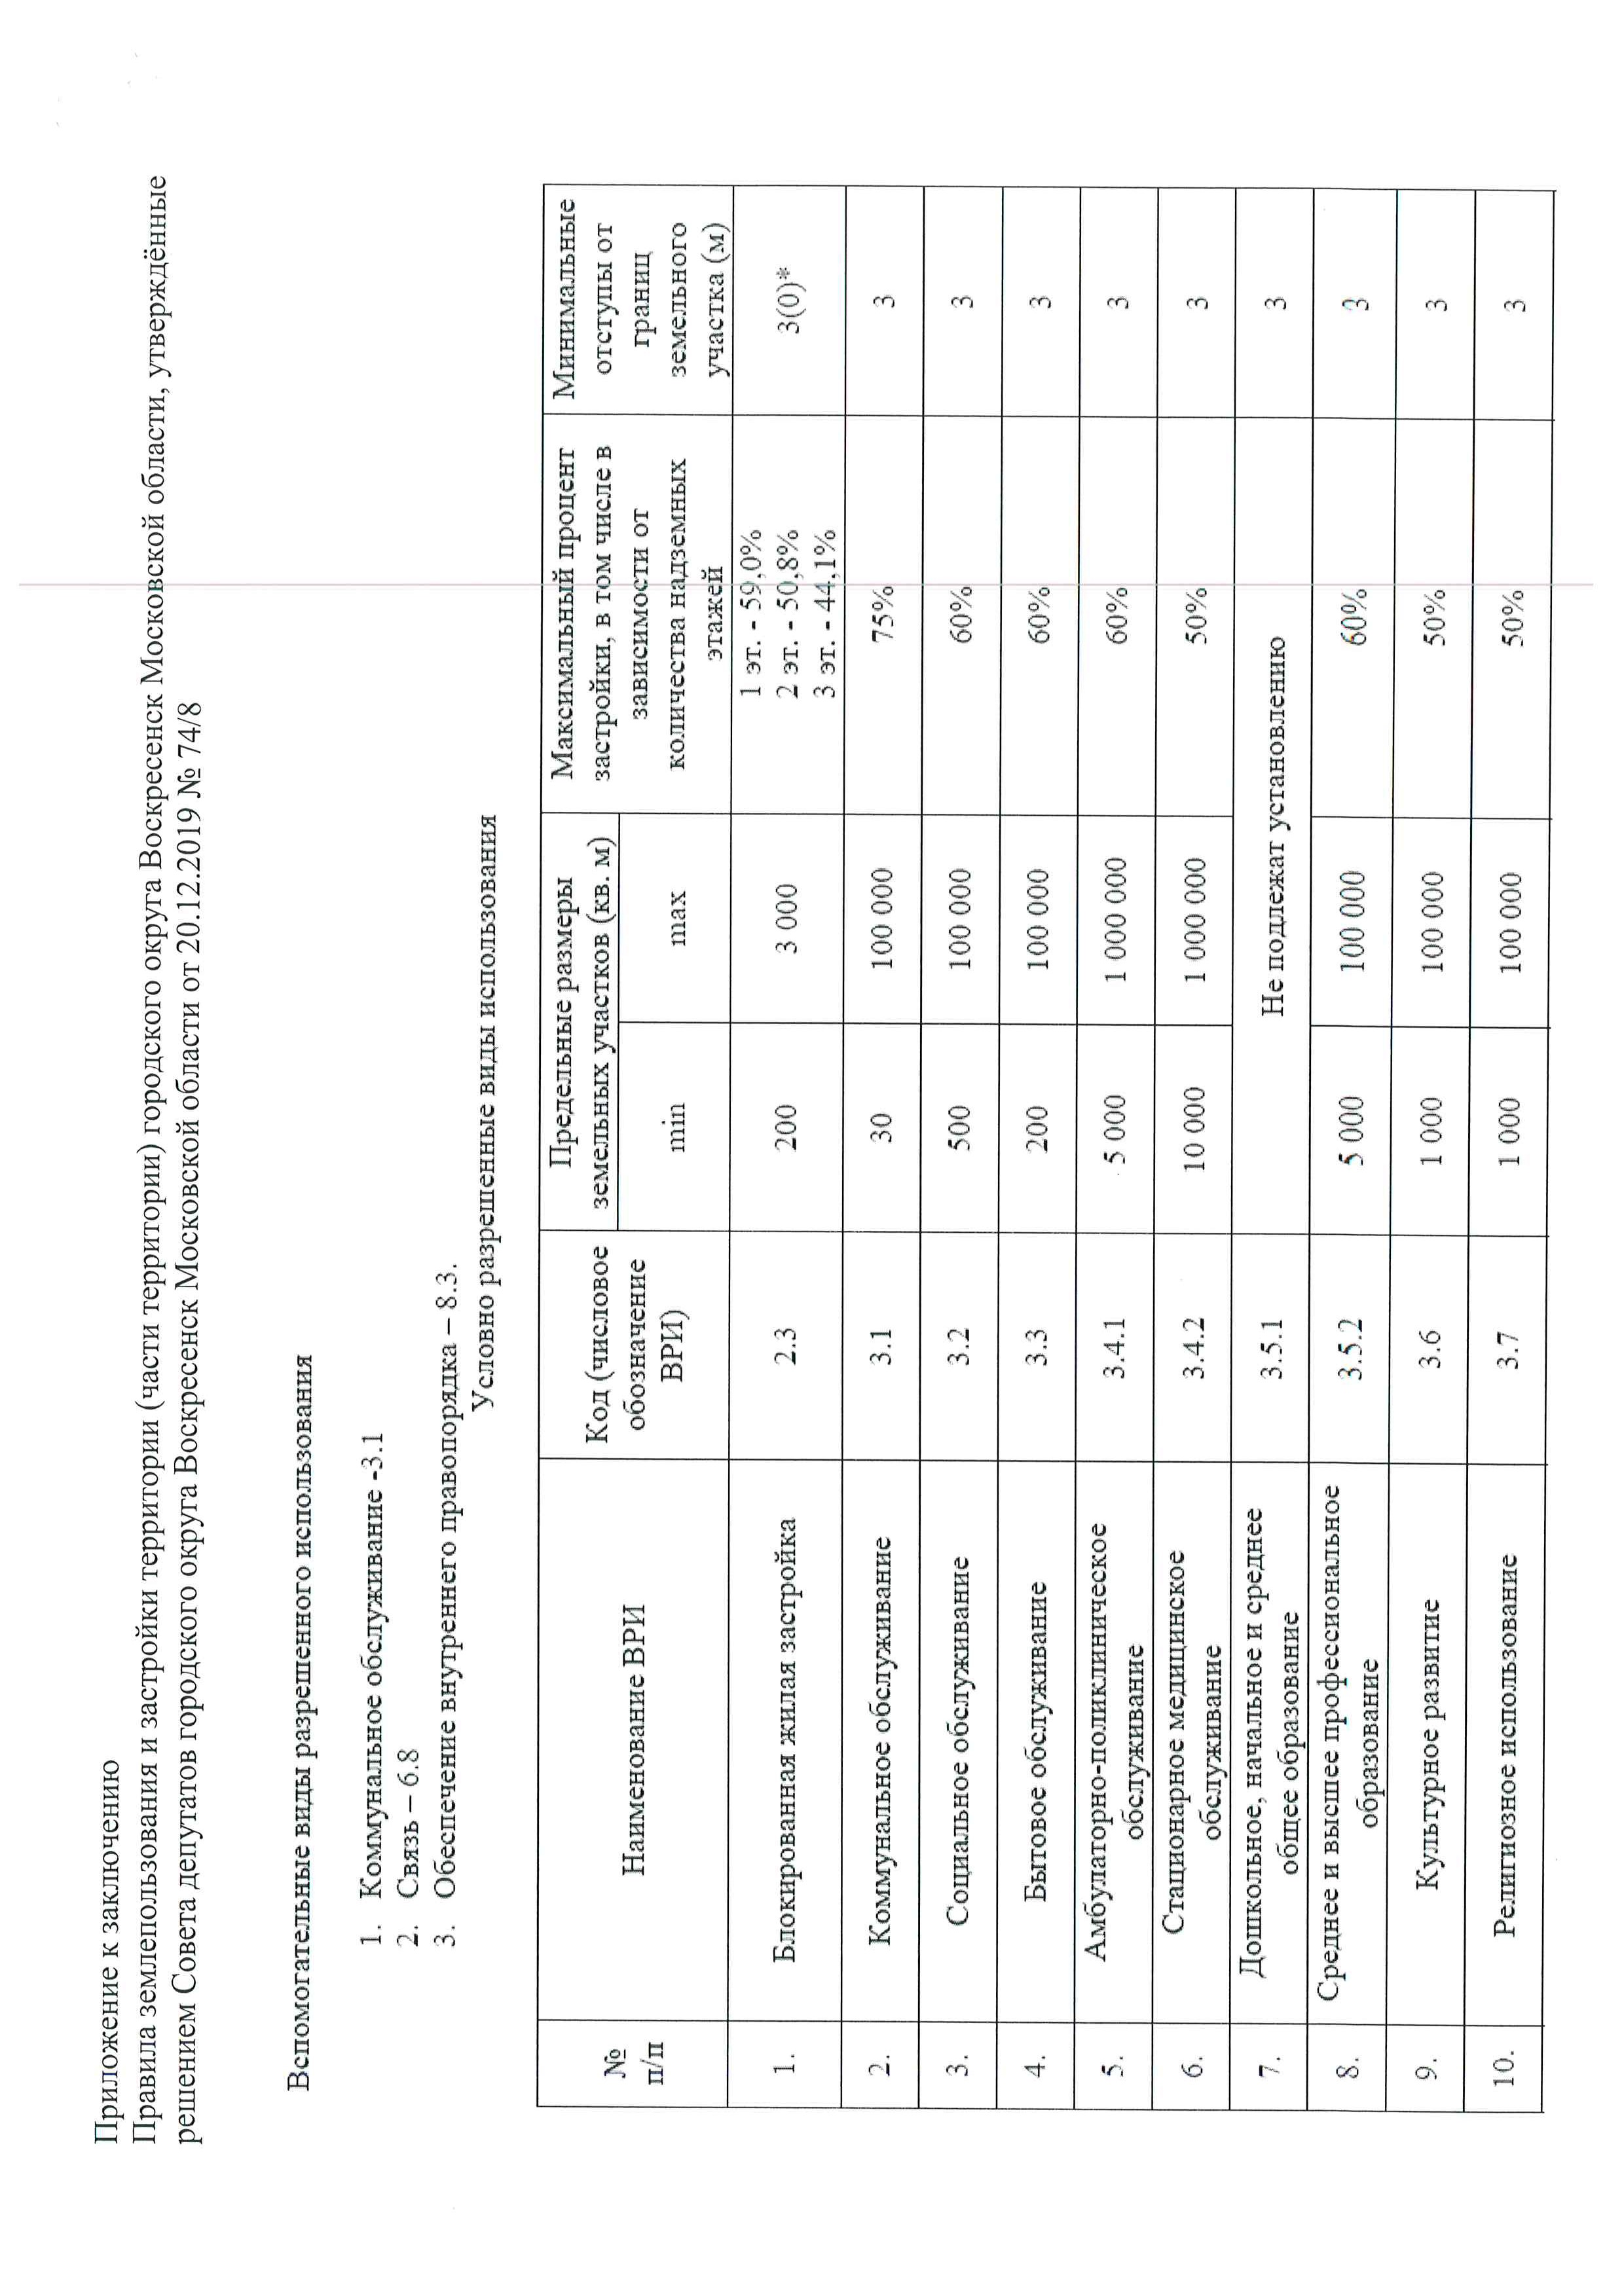 Приложение к заключению
Правила землепользования и застройки территории (части территории) городского округа Воскресенск Московской области, утверждённые
решением Совета депутатов городского округа Воскресенск Московской области от 20.12.2019 № 74/8
Вспомогательные виды разрешенного использования
1. Коммунальное обслуживание -3.1
2. Связь – 6.8
3. Обеспечение внутреннего правопорядка – 8.3.
Условно разрешенные виды использования
№
п/п
Наименование ВРИ
Код (числовое
обозначение
ВРИ)
Предельные размеры
земельных участков (кв. м)
min
max
Максимальный процент
застройки, в том числе в
зависимости от
количества надземных
этажей
Минимальные
отступы от
границ
земельного
участка (м)
1. Блокированная жилая застройка 2.3 200 3 000
1 эт. - 59,0%
2 эт. - 50,8%
3 эт. - 44,1%
3(0)*
2. Коммунальное обслуживание 3.1 30 100 000 75% 3
3. Социальное обслуживание 3.2 500 100 000 60% 3
4. Бытовое обслуживание 3.3 200 100 000 60% 3
5. Амбулаторно-поликлиническое
обслуживание
3.4.1 5 000 1 000 000 60% 3
6. Стационарное медицинское
обслуживание
3.4.2 10 000 1 000 000 50% 3
7. Дошкольное, начальное и среднее
общее образование
3.5.1 Не подлежат установлению 3
8. Среднее и высшее профессиональное
образование
3.5.2 5 000 100 000 60% 3
9. Культурное развитие 3.6 1 000 100 000 50% 3
10. Религиозное использование 3.7 1 000 100 000 50% 3